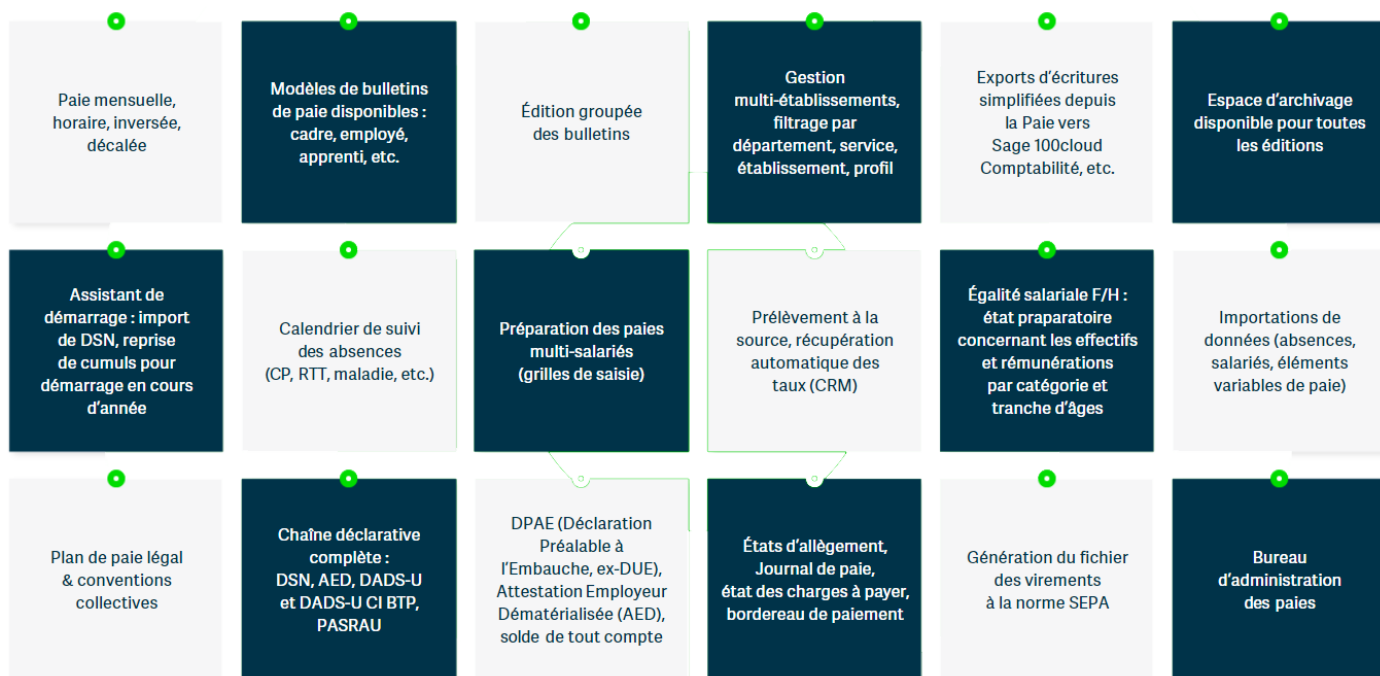 Paie mensuelle,
horaire, inversée,
décalée
Modèles de bulletins
de paie disponibles :
cadre, employé,
apprenti, etc.
Édition groupée
des bulletins
Gestion
multi-établissements,
filtrage par
département, service,
établissement, profil
Exports d'écritures
simplifiées depuis
la Paie vers
Sage 100cloud
Comptabilité, etc.
Espace d'archivage
disponible pour toutes
les éditions
Assistant de
démarrage : import
de DSN, reprise
de cumuls pour
démarrage en cours
d'année
Calendrier de suivi
des absences
(CP, RTT, maladie, etc.)
Préparation des paies
multi-salariés
(grilles de saisie)
Prélèvement à la
source, récupération
automatique des
taux (CRM)
Égalité salariale F/H :
état praparatoire
concernant les effectifs
et rémunérations
par catégorie et
tranche d'âges
Importations de
données (absences,
salariés, éléments
variables de paie)
Plan de paie légal
& conventions
collectives
Chaîne déclarative
complète :
DSN, AED, DADS-U
et DADS-U CI BTP,
PASRAU
DPAE (Déclaration
Préalable à
l'Embauche, ex-DUE),
Attestation Employeur
Dématérialisée (AED),
solde de tout compte
États d'allègement,
Journal de paie,
état des charges à payer,
bordereau de paiement
Génération du fichier
des virements
à la norme SEPA
Bureau
d'administration
des paies